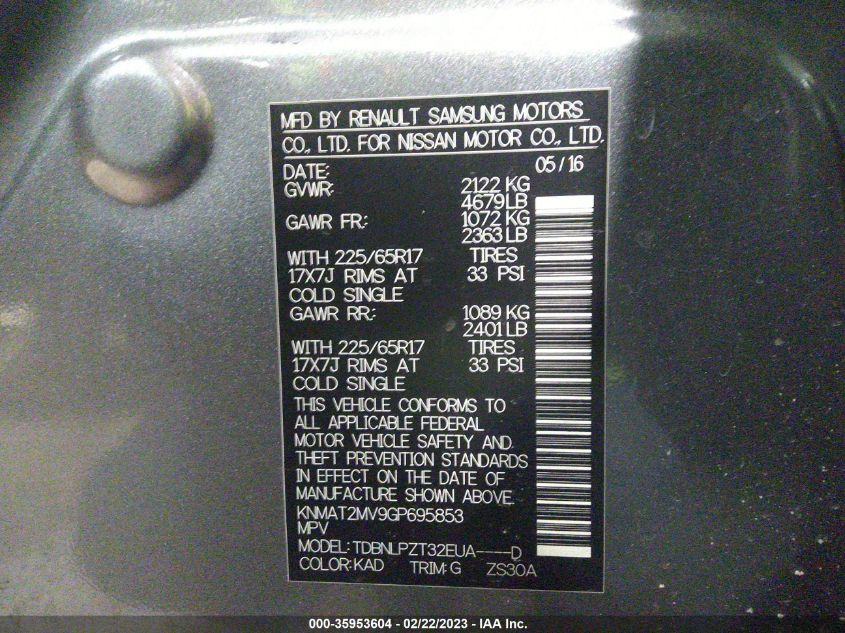 MFD BY RENAULT SAMSUNG MOTORS
CO., LTD. FOR NISSAN MOTOR CO., LTD.
DATE: 05/16
GVWR: 2122 KG
4679LB
GAWR FR: 1072 KG
2363LB
WITH 225/65R17 TIRES
17X7J RIMS AT 33 PSI
COLD SINGLE
GAWR RR: 1089 KG
2401LB
WITH 225/65R17 TIRES
17X7J RIMS AT 33 PSI
COLD SINGLE
THIS VEHICLE CONFORMS TO
ALL APPLICABLE FEDERAL
MOTOR VEHICLE SAFETY AND
THEFT PREVENTION STANDARDS
IN EFFECT ON THE DATE OF
MANUFACTURE SHOWN ABOVE.
KNMAT2MV9GP695853
MPV
MODEL:TDBNLPZT32EUA----D
COLOR:KAD TRIM:G ZS30A
000-35953604 - 02/22/2023 - IAA Inc.